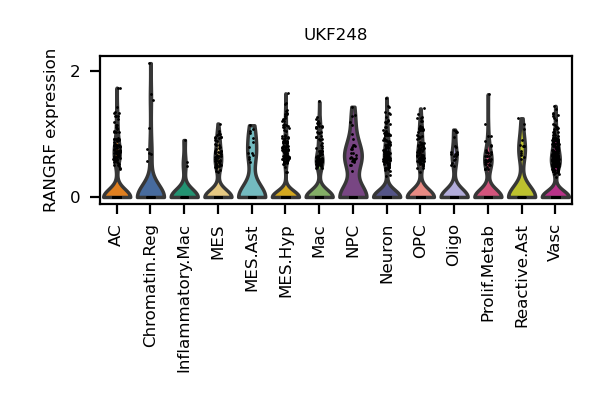 UKF248
RANGRF expression
2
0
AC
Chromatin.Reg
Inflammatory.Mac
MES
MES.Ast
MES.Hyp
Mac
NPC
Neuron
OPC
Oligo
Prolif.Metab
Reactive.Ast
Vasc